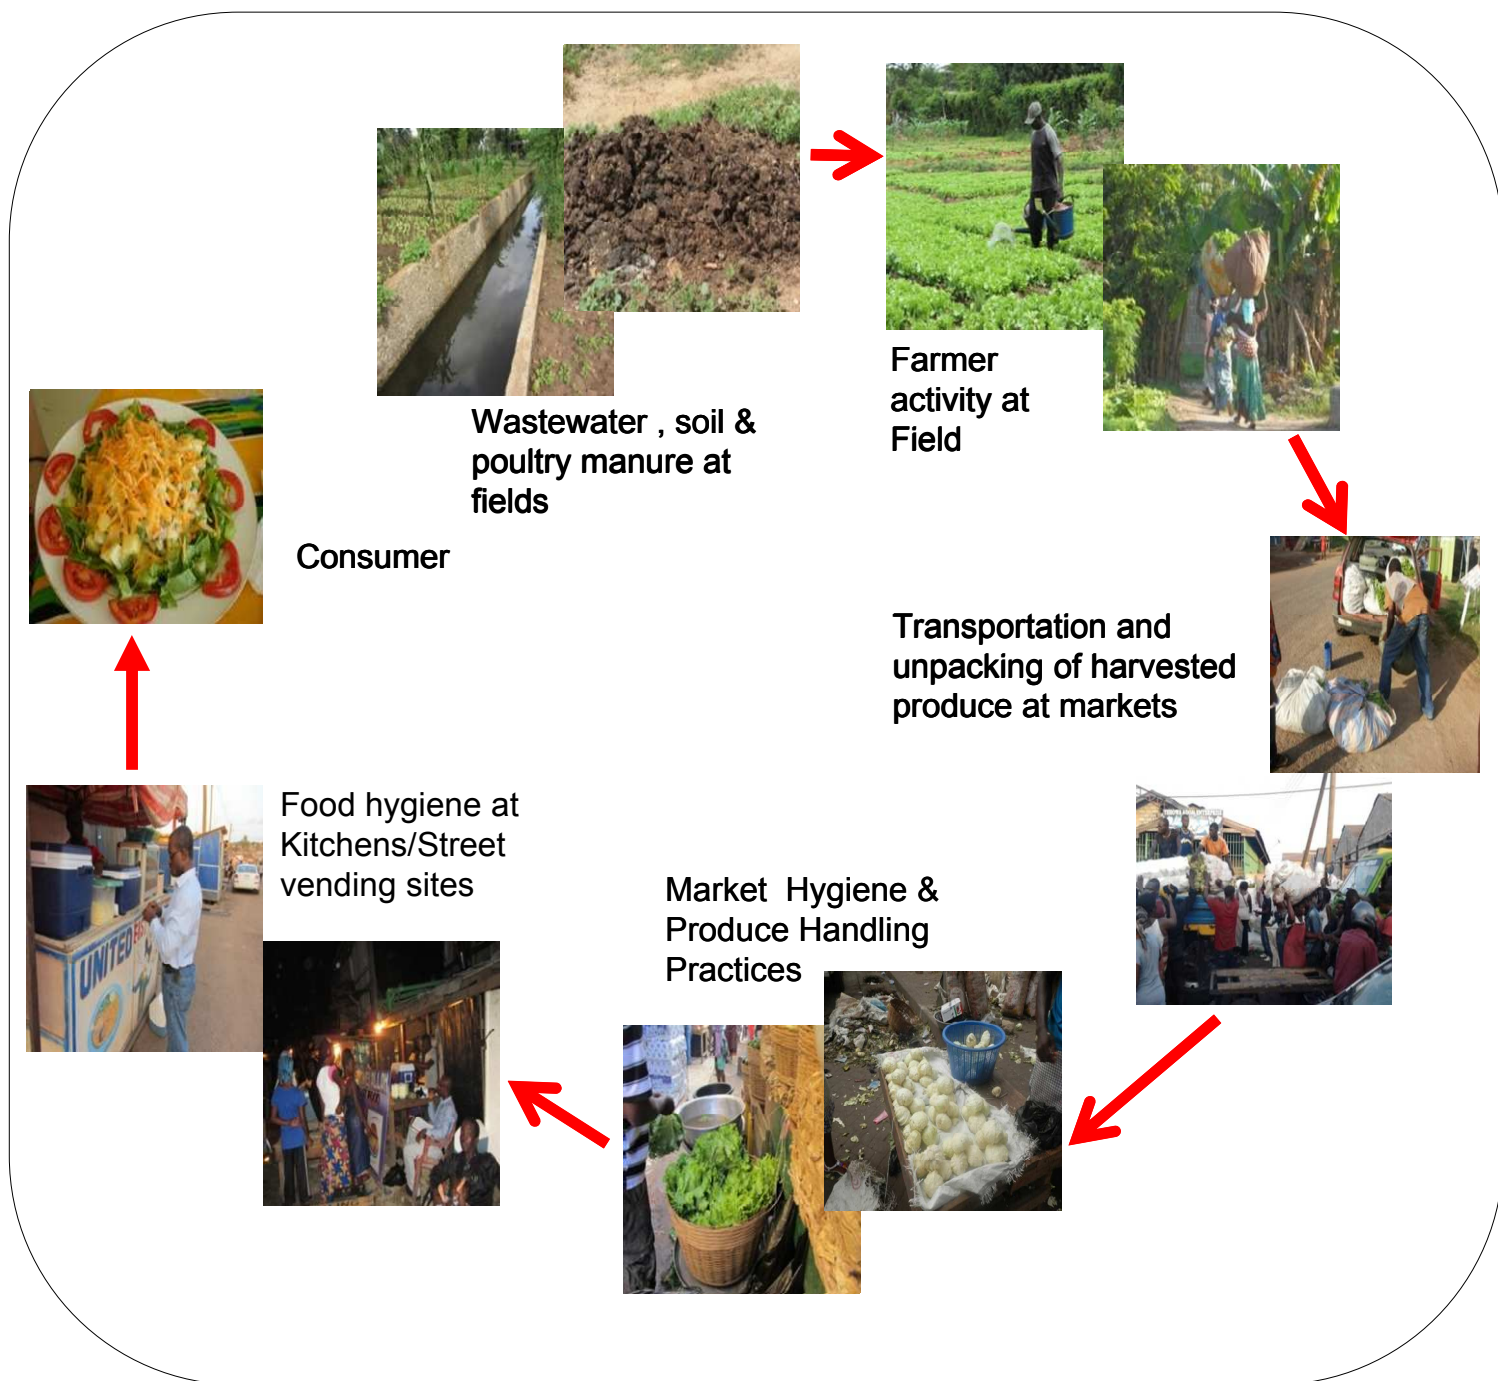 Wastewater , soil &
poultry manure at
fields
Farmer
activity at
Field
Transportation and
unpacking of harvested
produce at markets
Market  Hygiene &
Produce Handling
Practices
Food hygiene at
Kitchens/Street
vending sites
Consumer
UNITED